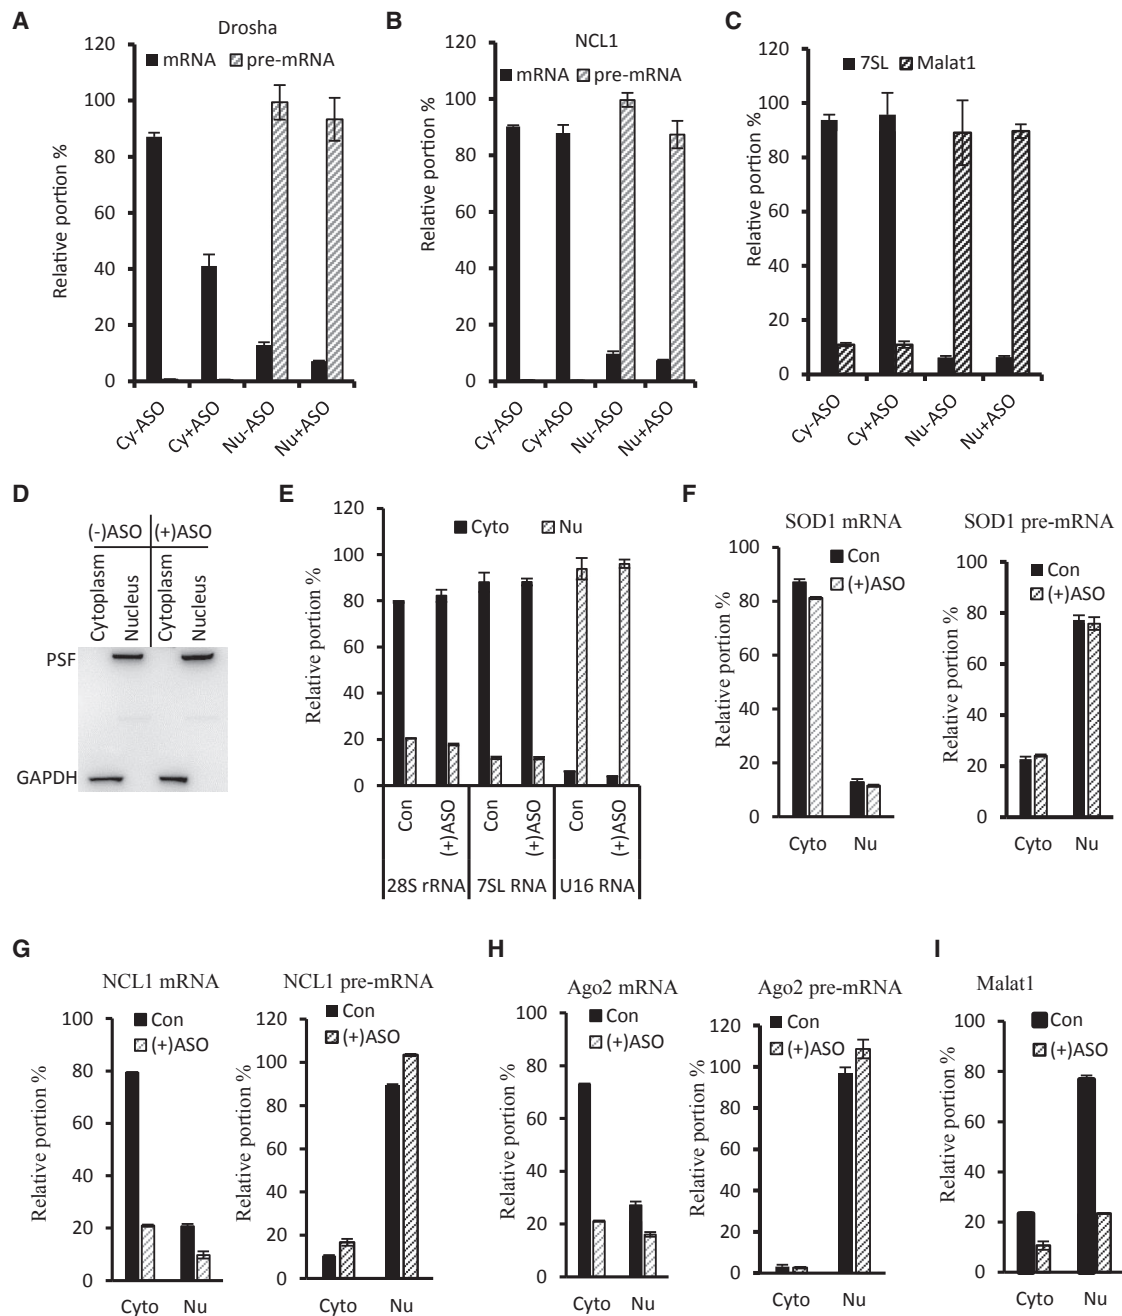 A
Drosha
mRNA pre-mRNA
Relative portion %
120
100
80
60
40
20
0
Cy-ASO
Cy+ASO
Nu-ASO
Nu+ASO
B
NCL1
mRNA pre-mRNA
Relative portion %
120
100
80
60
40
20
0
Cy-ASO
Cy+ASO
Nu-ASO
Nu+ASO
C
7SL Malat1
Relative portion %
120
100
80
60
40
20
0
Cy-ASO
Cy+ASO
Nu-ASO
Nu+ASO
D
(-)ASO (+)ASO
Cytoplasm
Nucleus
Cytoplasm
Nucleus
PSF
GAPDH
E
Cyto Nu
Relative portion %
120
100
80
60
40
20
0
Con
(+)ASO
Con
(+)ASO
Con
(+)ASO
28S rRNA 7SL RNA U16 RNA
F
SOD1 mRNA
Con
(+)ASO
Relative portion %
100
80
60
40
20
0
Cyto Nu
SOD1 pre-mRNA
Con
(+)ASO
Relative portion %
100
80
60
40
20
0
Cyto Nu
G
NCL1 mRNA
Con
(+)ASO
Relative portion %
100
80
60
40
20
0
Cyto Nu
NCL1 pre-mRNA
Con
(+)ASO
Relative portion %
120
100
80
60
40
20
0
Cyto Nu
H
Ago2 mRNA
Con
(+)ASO
Relative portion %
100
80
60
40
20
0
Cyto Nu
Ago2 pre-mRNA
Con
(+)ASO
Relative portion %
120
100
80
60
40
20
0
Cyto Nu
I
Malat1
Con
(+)ASO
Relative portion %
100
80
60
40
20
0
Cyto Nu